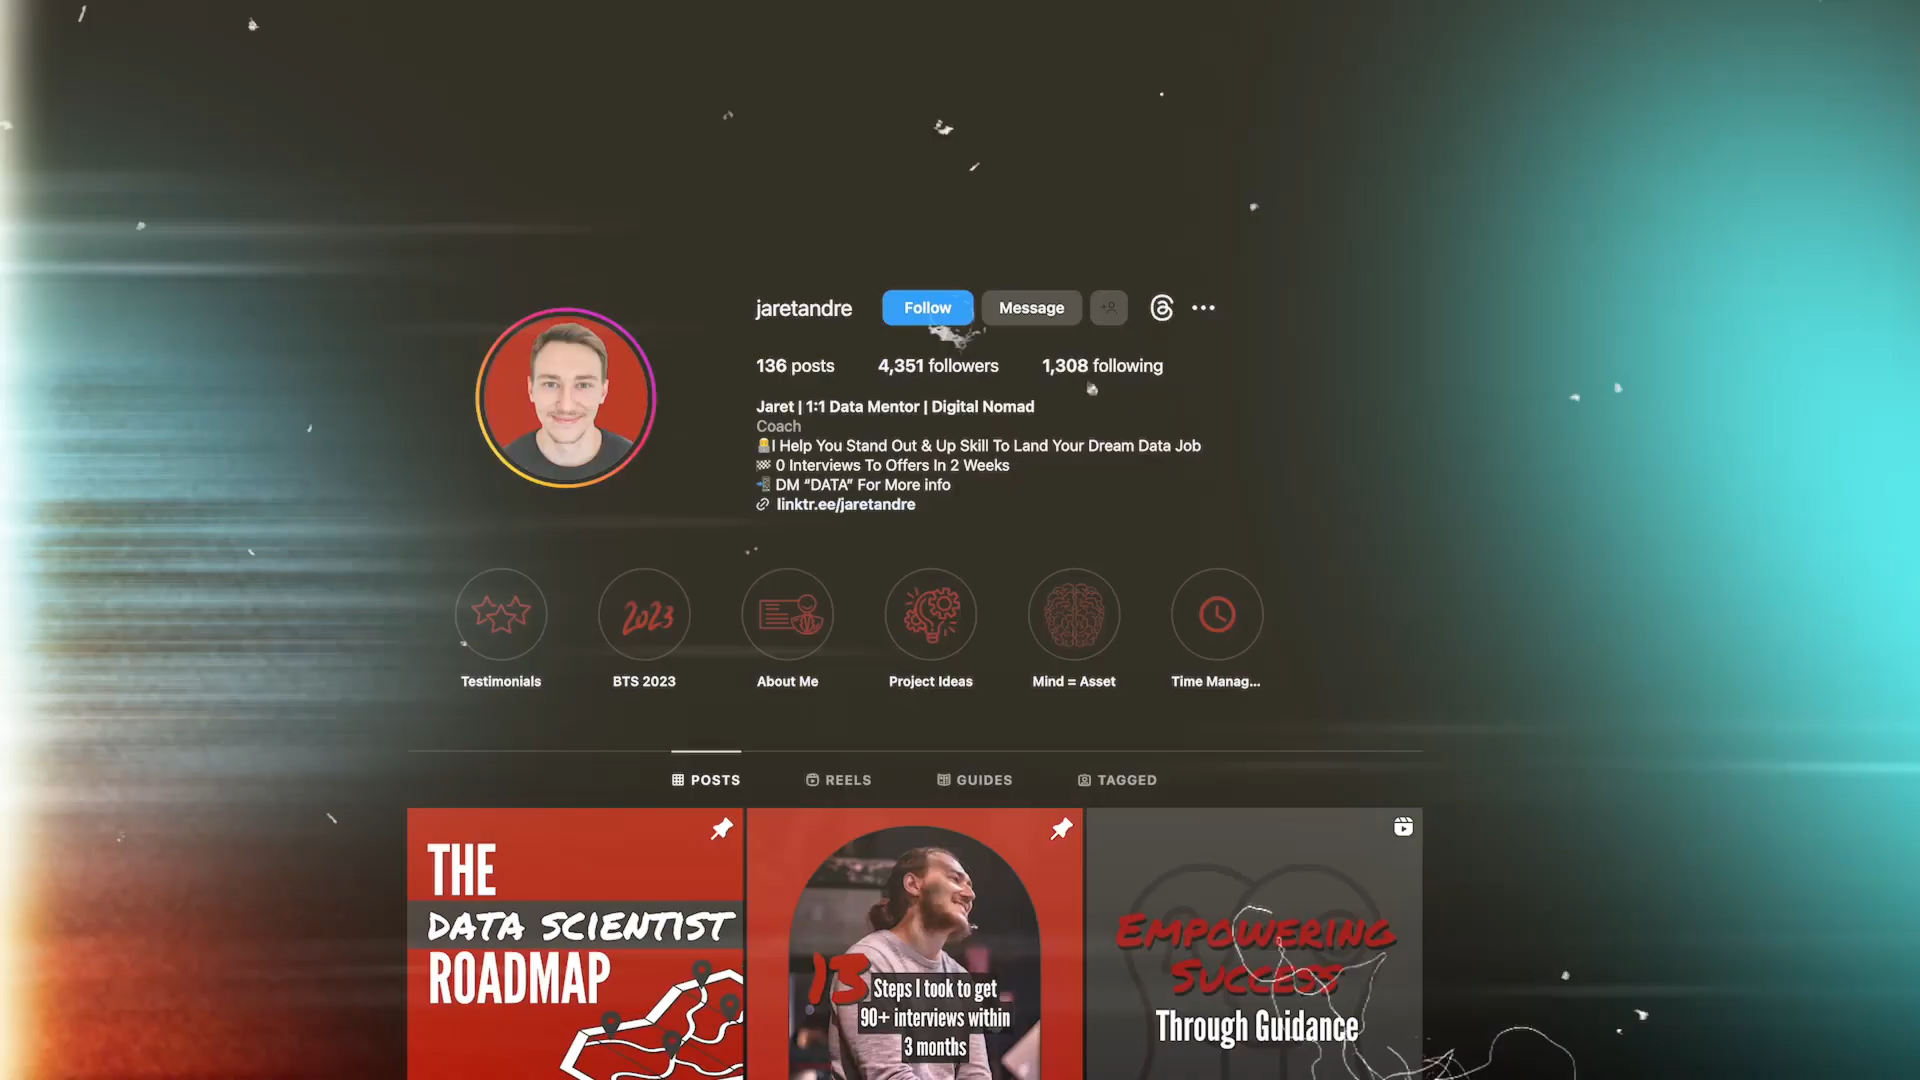 jaretandre
Follow
Message
136 posts
4,351 followers
1,308 following
Jaret | 1:1 Data Mentor | Digital Nomad
Coach
I Help You Stand Out & Up Skill To Land Your Dream Data Job
0 Interviews To Offers In 2 Weeks
DM “DATA” For More info
linktr.ee/jaretandre
2023
Testimonials
BTS 2023
About Me
Project Ideas
Mind = Asset
Time Manag...
POSTS
REELS
GUIDES
TAGGED
THE
DATA SCIENTIST
ROADMAP
13 Steps I took to get
90+ interviews within
3 months
EMPOWERING
SUCCESS
Through Guidance